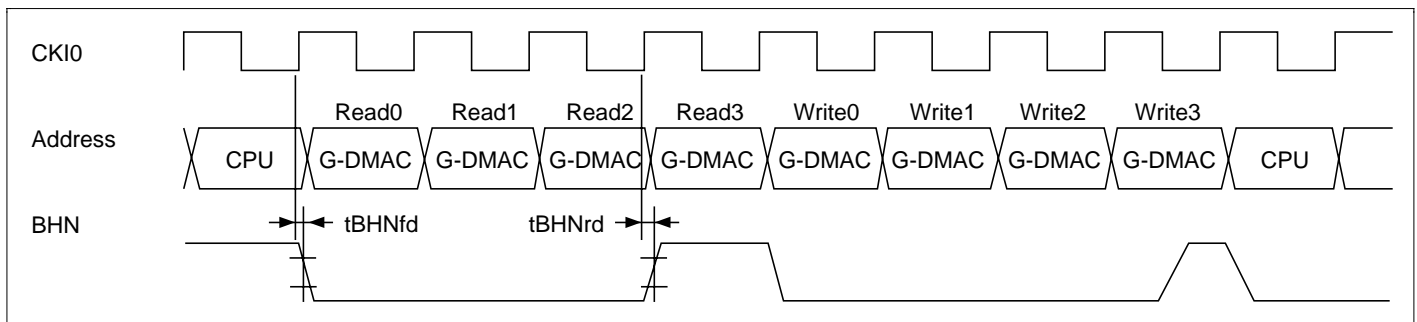 CKI0
Read0 Read1 Read2 Read3 Write0 Write1 Write2 Write3
Address
CPU G-DMAC G-DMAC G-DMAC G-DMAC G-DMAC G-DMAC G-DMAC G-DMAC CPU
BHN tBHNfd tBHNrd